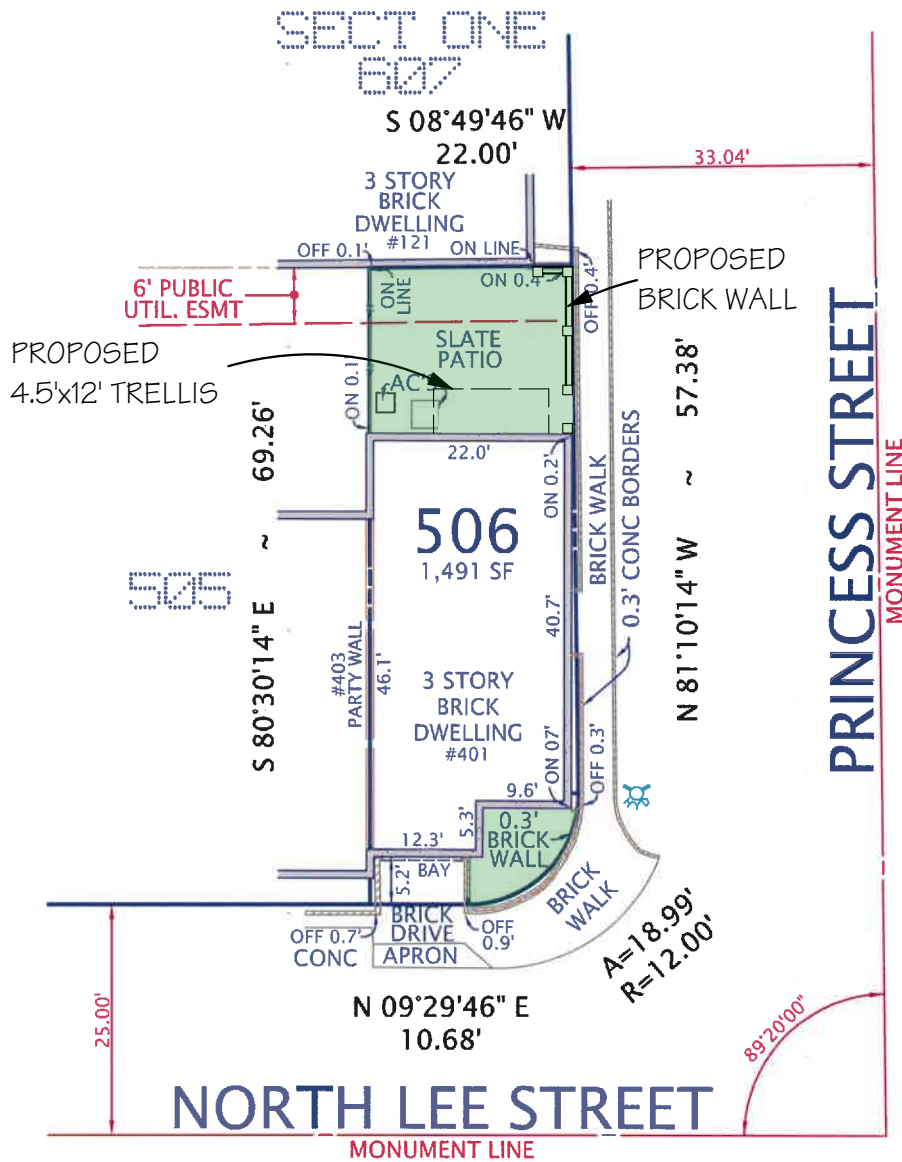 SECT ONE
607
S 08°49'46" W
22.00'
33.04'
3 STORY
BRICK
DWELLING
#121
OFF 0.1'
ON LINE
6' PUBLIC
UTIL. ESMT
ON
LINE
ON 0.4'
OFF 0.4'
PROPOSED
BRICK WALL
SLATE
PATIO
PROPOSED
4.5'x12' TRELLIS
AC'S
ON 0.1
22.0'
ON 0.2'
506
1,491 SF
505
S 80°30'14" E ~ 69.26'
#403
PARTY WALL
46.1'
40.7'
3 STORY
BRICK
DWELLING
#401
ON 07'
OFF 0.3'
BRICK WALK
0.3' CONC BORDERS
N 81°10'14" W ~ 57.38'
PRINCESS STREET
MONUMENT LINE
9.6'
5.3'
12.3'
0.3'
BRICK
WALL
BAY
5.2'
BRICK
DRIVE
OFF 0.7'
CONC
APRON
OFF
0.9'
BRICK
WALK
A=18.99'
R=12.00'
N 09°29'46" E
10.68'
25.00'
89°20'00"
NORTH LEE STREET
MONUMENT LINE